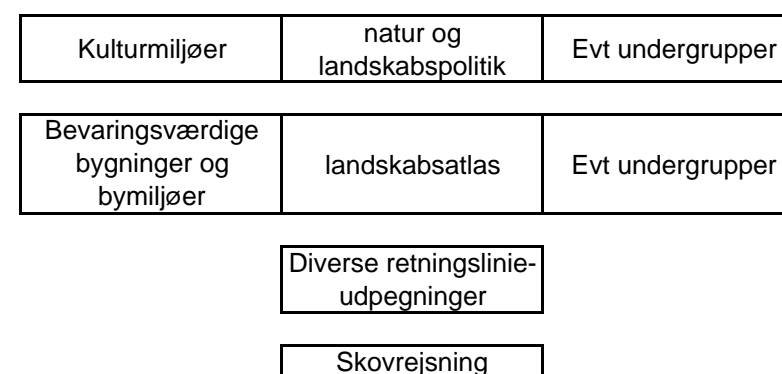 Kulturmiljøer
natur og
landskabspolitik
Evt undergrupper
Bevaringsværdige
bygninger og
bymiljøer
landskabsatlas
Evt undergrupper
Diverse retningslinie-
udpegninger
Skovrejsning